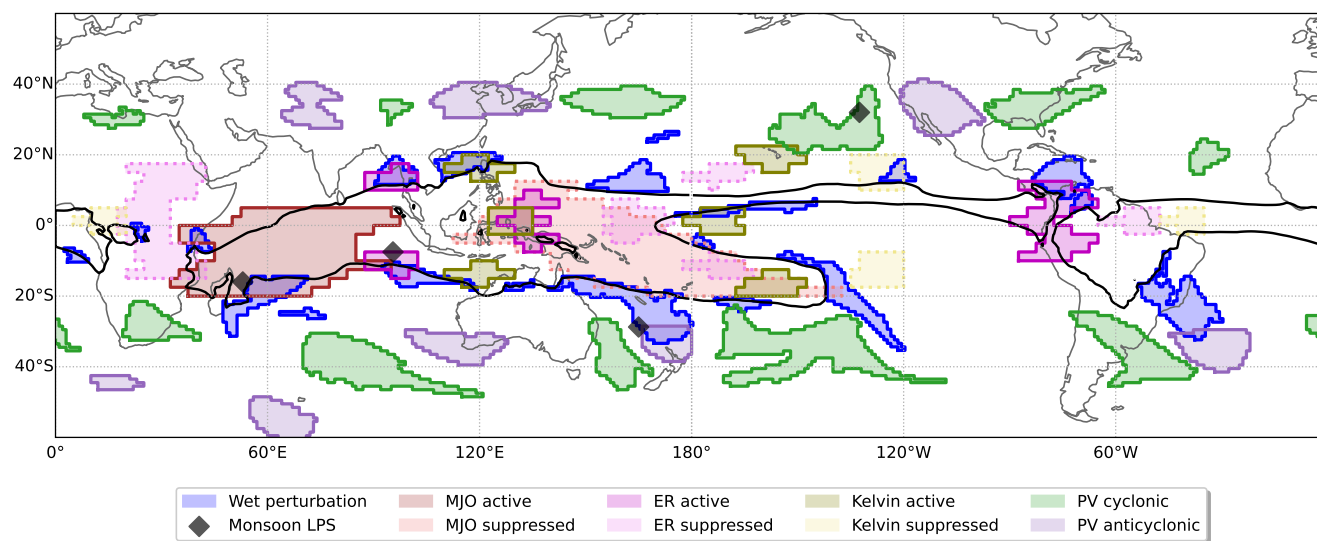 40°N
20°N
0°
20°S
40°S
0° 60°E 120°E 180° 120°W 60°W
Wet perturbation MJO active ER active Kelvin active PV cyclonic
Monsoon LPS MJO suppressed ER suppressed Kelvin suppressed PV anticyclonic